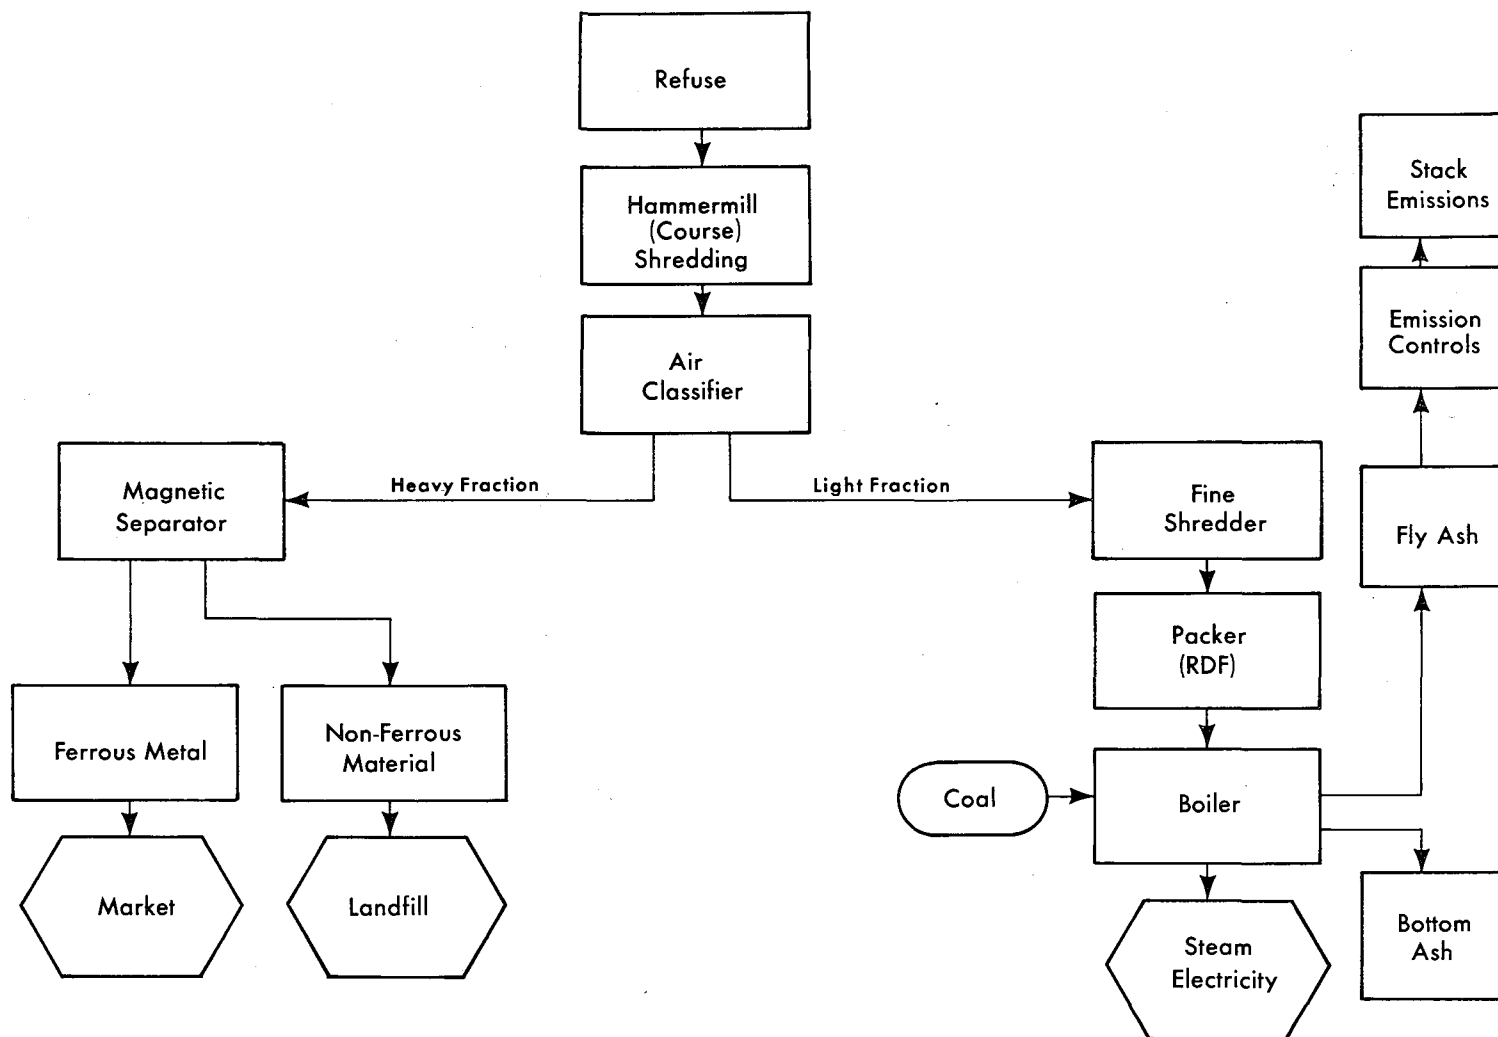 Refuse
Hammermill
(Course)
Shredding
Air
Classifier
Heavy Fraction
Light Fraction
Magnetic
Separator
Ferrous Metal
Non-Ferrous
Material
Market
Landfill
Fine
Shredder
Packer
(RDF)
Coal
Boiler
Steam
Electricity
Stack
Emissions
Emission
Controls
Fly Ash
Bottom
Ash